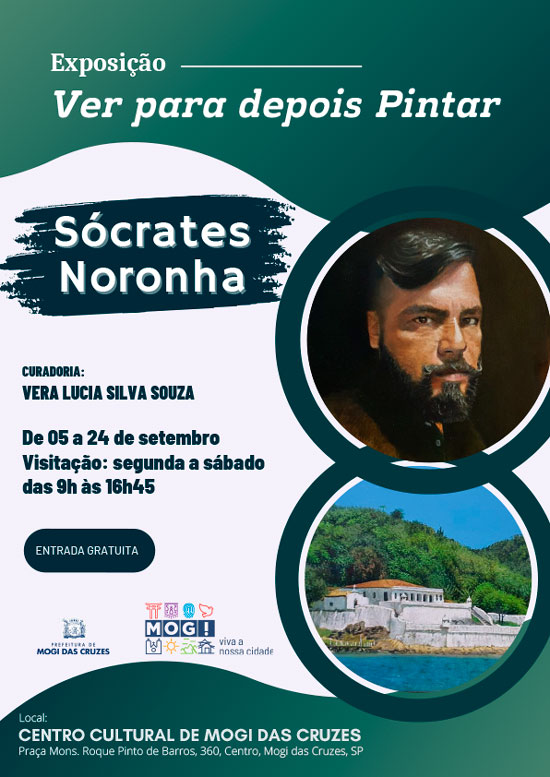 Exposição
Ver para depois Pintar
Sócrates
Noronha
CURADORIA:
VERA LUCIA SILVA SOUZA
De 05 a 24 de setembro
Visitação: segunda a sábado
das 9h às 16h45
ENTRADA GRATUITA
PREFEITURA DE
MOGI DAS CRUZES
MOG!
viva a
nossa cidade
Local:
CENTRO CULTURAL DE MOGI DAS CRUZES
Praça Mons. Roque Pinto de Barros, 360, Centro, Mogi das Cruzes, SP